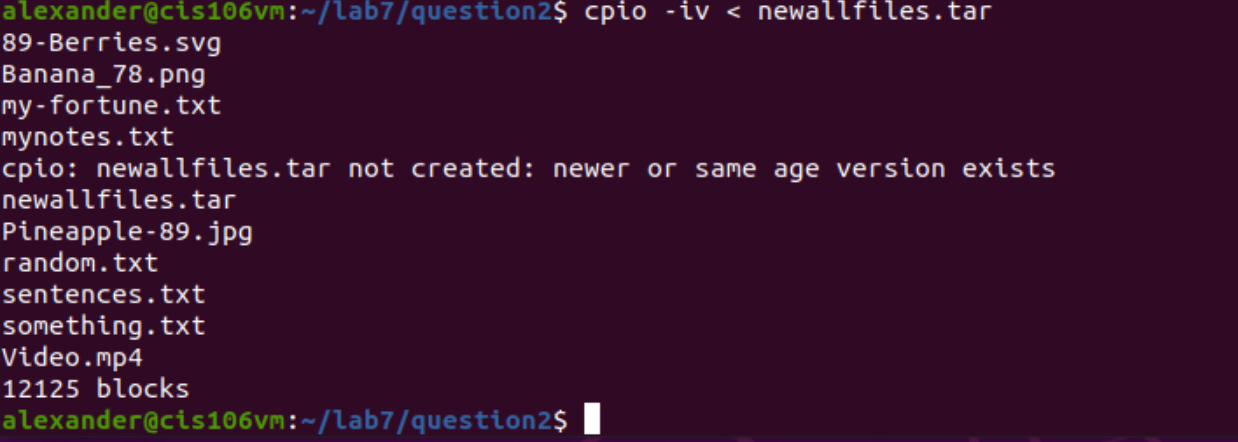 alexander@cis106vm:~/lab7/question2$ cpio -iv < newallfiles.tar
89-Berries.svg
Banana_78.png
my-fortune.txt
mynotes.txt
cpio: newallfiles.tar not created: newer or same age version exists
newallfiles.tar
Pineapple-89.jpg
random.txt
sentences.txt
something.txt
Video.mp4
12125 blocks
alexander@cis106vm:~/lab7/question2$